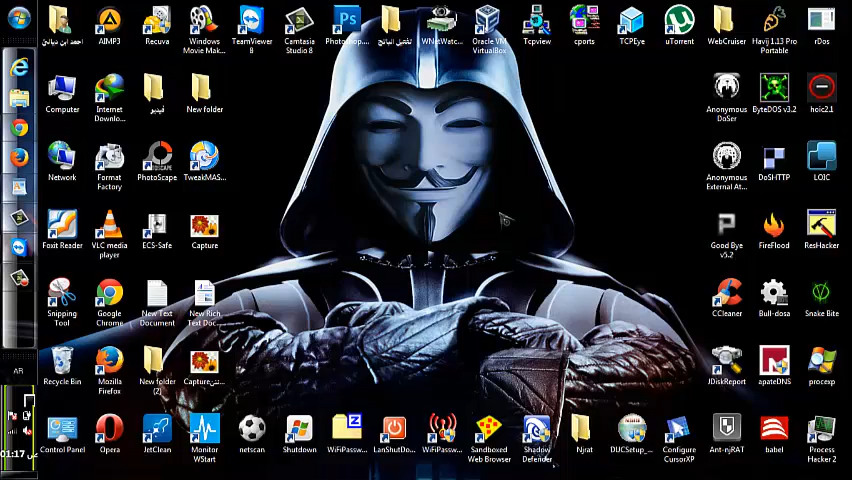 احمد ابن ديالى
AIMP3
Recuva
Windows
Movie Mak...
TeamViewer
8
Camtasia
Studio 8
Photoshop...
WNetWatc...
Oracle VM
VirtualBox
Tcpview
cports
TCPEye
uTorrent
WebCruiser
Havij 1.13 Pro
Portable
rDos
Computer
Internet
Downlo...
فيديو
New folder
Anonymous
DoSer
ByteDOS v3.2
hoic2.1
Network
Format
Factory
PhotoScape
TweakMAS...
Anonymous
External At...
DoSHTTP
LOIC
Foxit Reader
VLC media
player
ECS-Safe
Capture
Good Bye
v5.2
FireFlood
ResHacker
Snipping
Tool
Google
Chrome
New Text
Document
New Rich
Text Doc...
CCleaner
Bull-dosa
Snake Bite
AR
Recycle Bin
Mozilla
Firefox
New folder
(2)
JDiskReport
apateDNS
procexp
Control Panel
Opera
JetClean
Monitor
WStart
netscan
Shutdown
WiFiPassw...
LanShutDo...
WiFiPassw...
Sandboxed
Web Browser
Shadow
Defender
Njrat
DUCSetup_...
Configure
CursorXP
Ant-njRAT
babel
Process
Hacker 2
01:17 ص